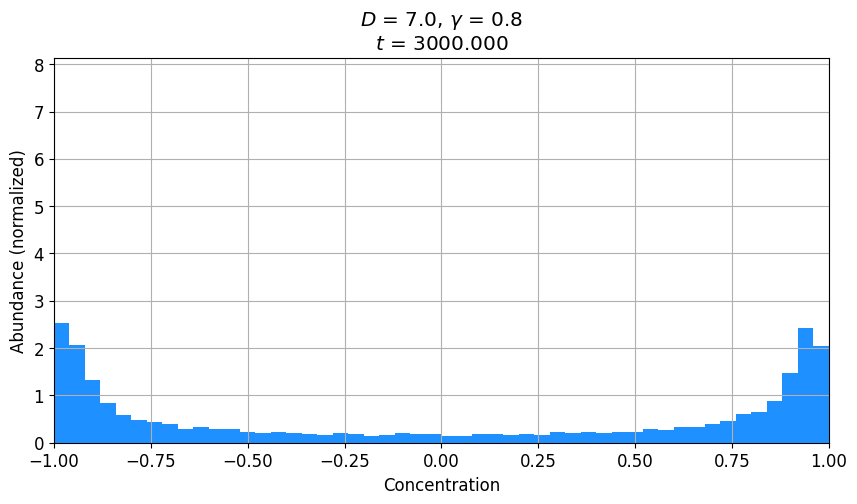 D = 7.0, γ = 0.8
t = 3000.000
8
7
6
5
4
3
2
1
0
Abundance (normalized)
−1.00 −0.75 −0.50 −0.25 0.00 0.25 0.50 0.75 1.00
Concentration